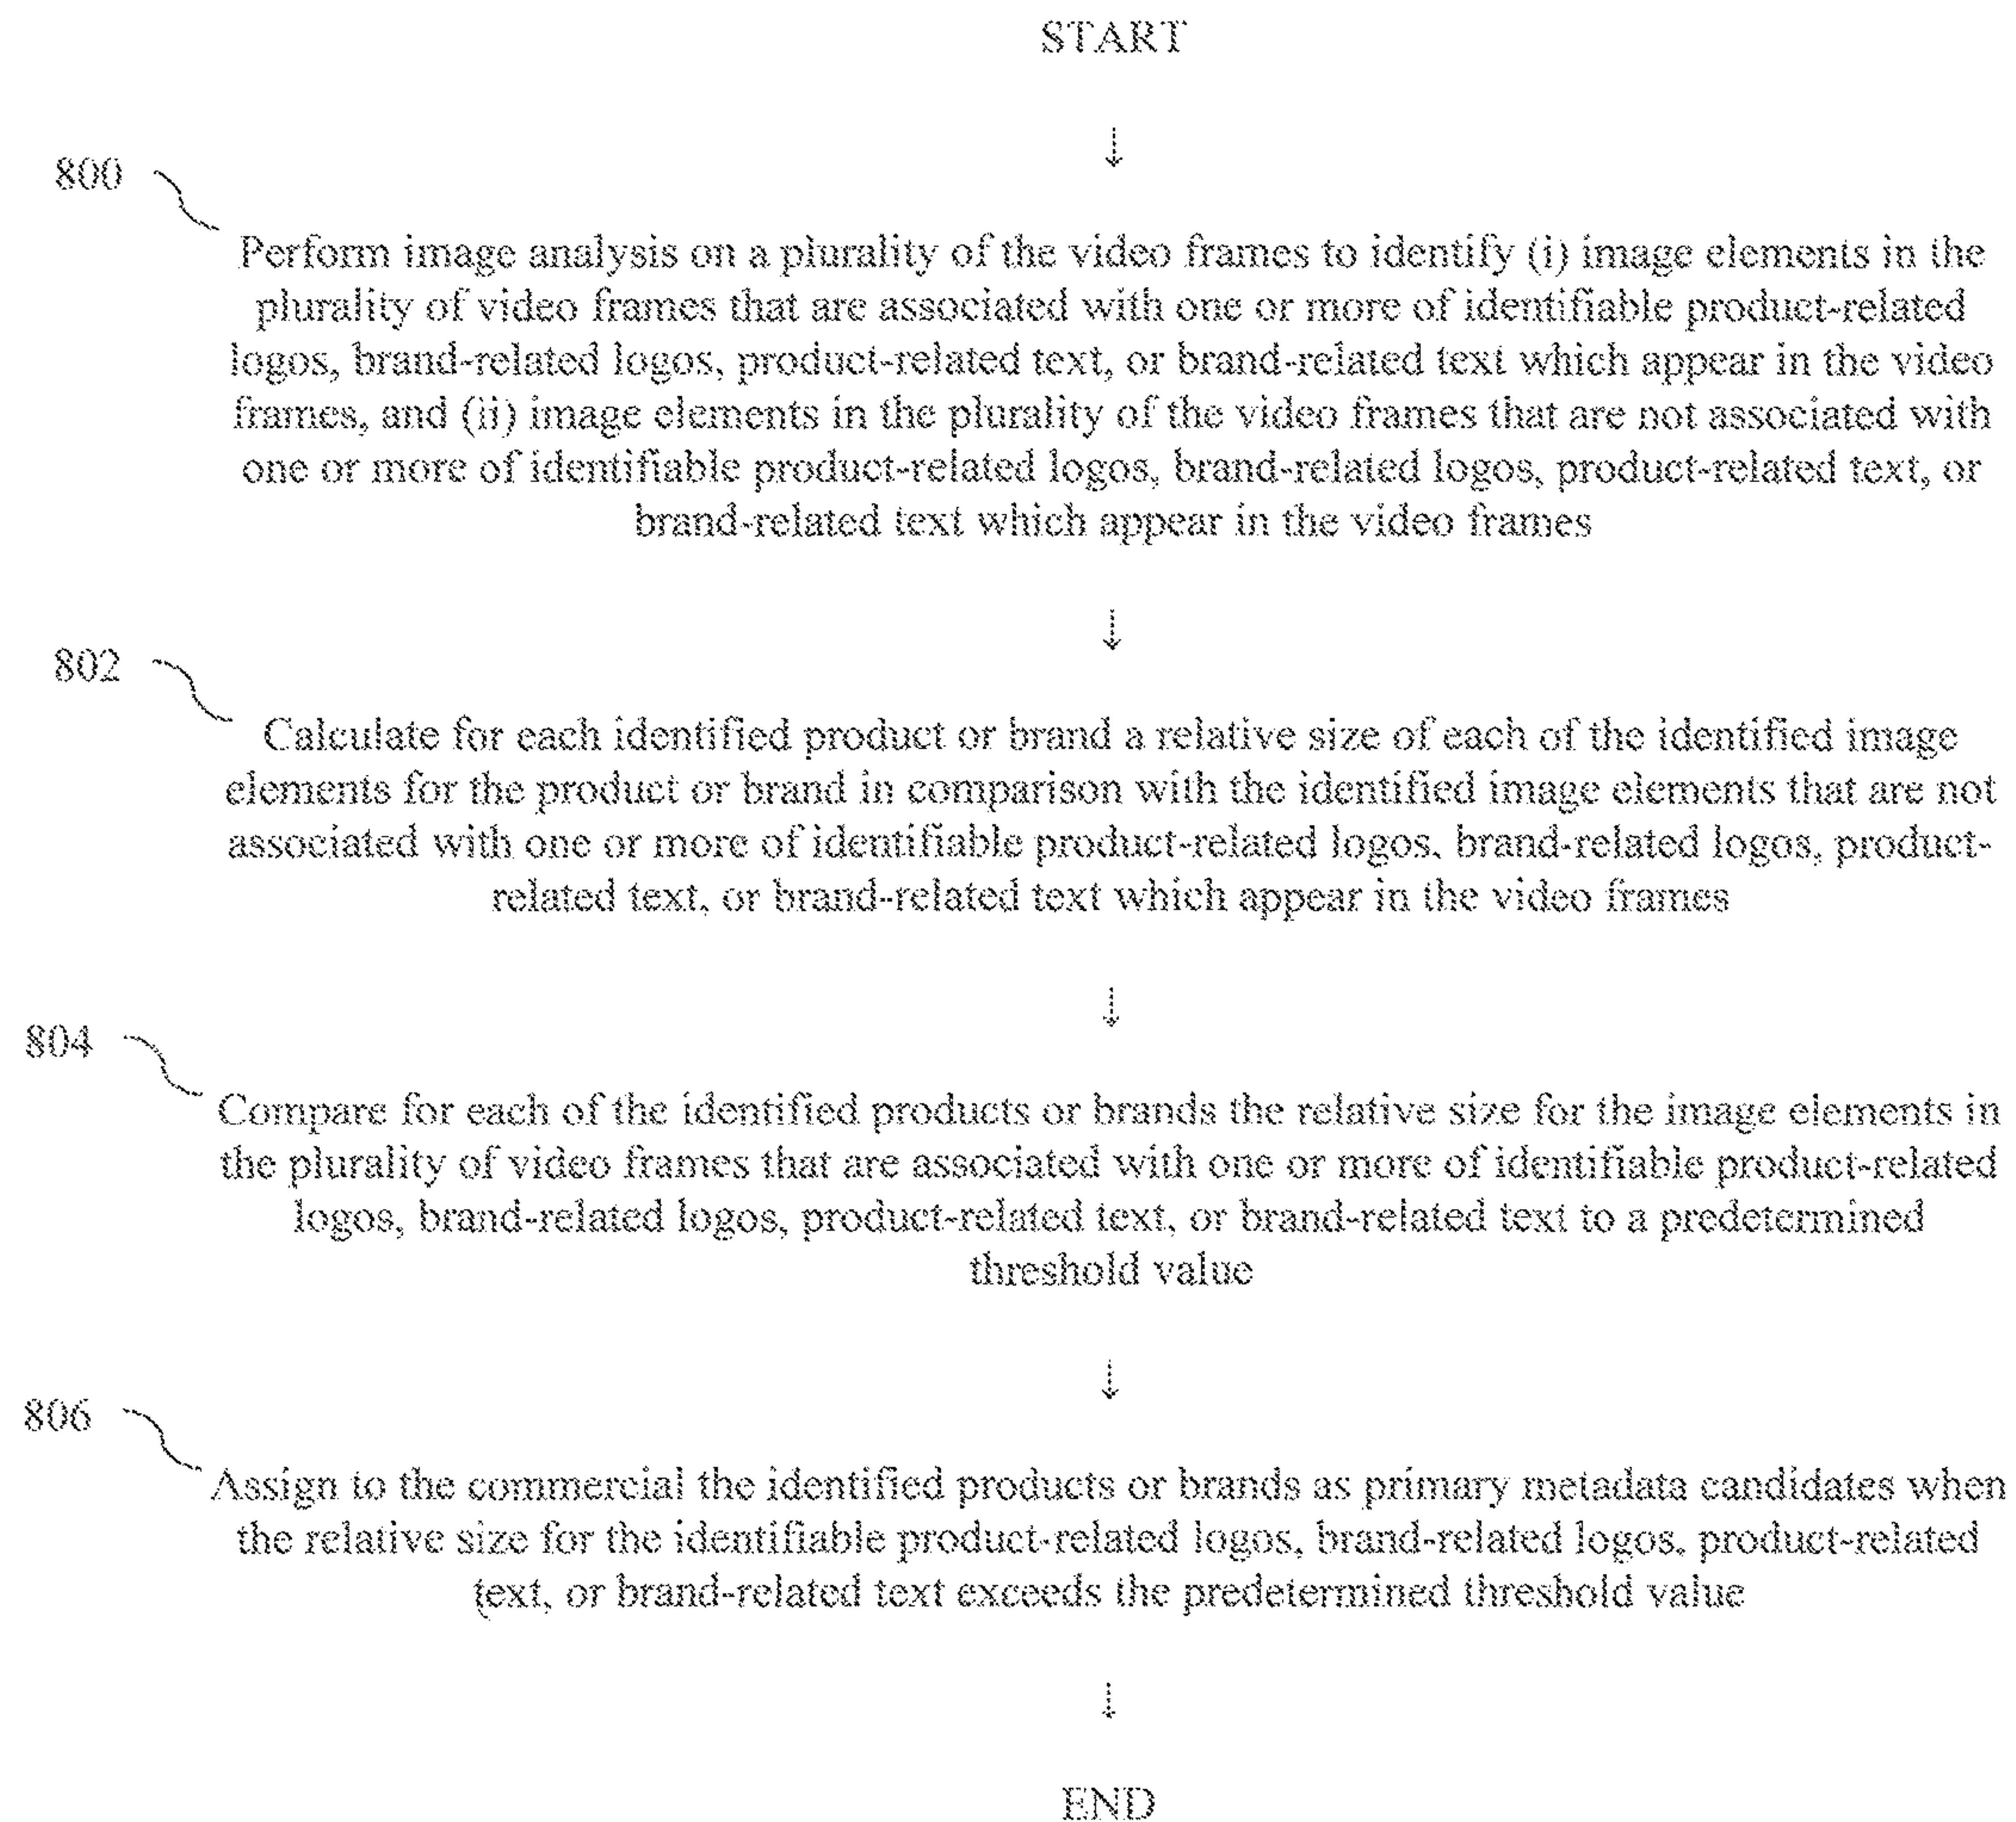 START
↓
800
Perform image analysis on a plurality of the video frames to identify (i) image elements in the
plurality of video frames that are associated with one or more of identifiable product-related
logos, brand-related logos, product-related text, or brand-related text which appear in the video
frames, and (ii) image elements in the plurality of the video frames that are not associated with
one or more of identifiable product-related logos, brand-related logos, product-related text, or
brand-related text which appear in the video frames
↓
802
Calculate for each identified product or brand a relative size of each of the identified image
elements for the product or brand in comparison with the identified image elements that are not
associated with one or more of identifiable product-related logos, brand-related logos, product-
related text, or brand-related text which appear in the video frames
↓
804
Compare for each of the identified products or brands the relative size for the image elements in
the plurality of video frames that are associated with one or more of identifiable product-related
logos, brand-related logos, product-related text, or brand-related text to a predetermined
threshold value
↓
806
Assign to the commercial the identified products or brands as primary metadata candidates when
the relative size for the identifiable product-related logos, brand-related logos, product-related
text, or brand-related text exceeds the predetermined threshold value
↓
END